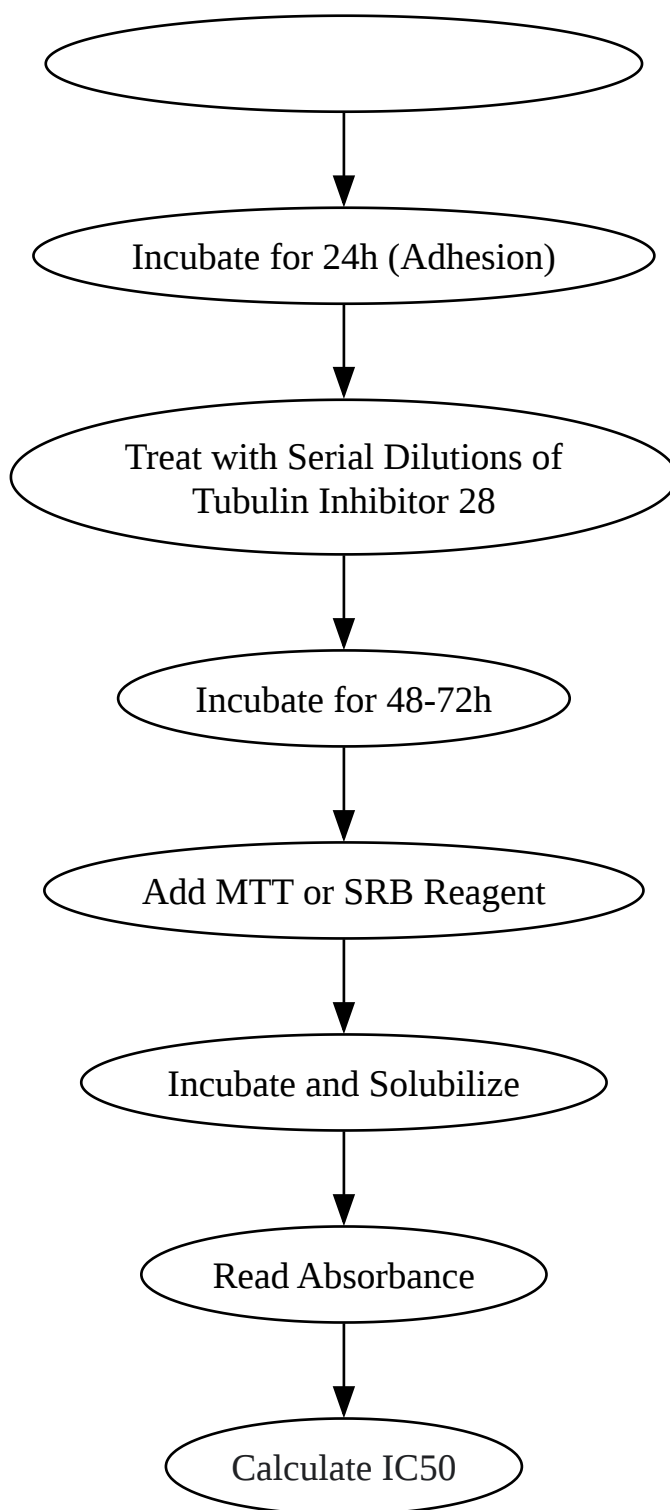 Incubate for 24h (Adhesion)
Treat with Serial Dilutions of
Tubulin Inhibitor 28
Incubate for 48-72h
Add MTT or SRB Reagent
Incubate and Solubilize
Read Absorbance
Calculate IC50